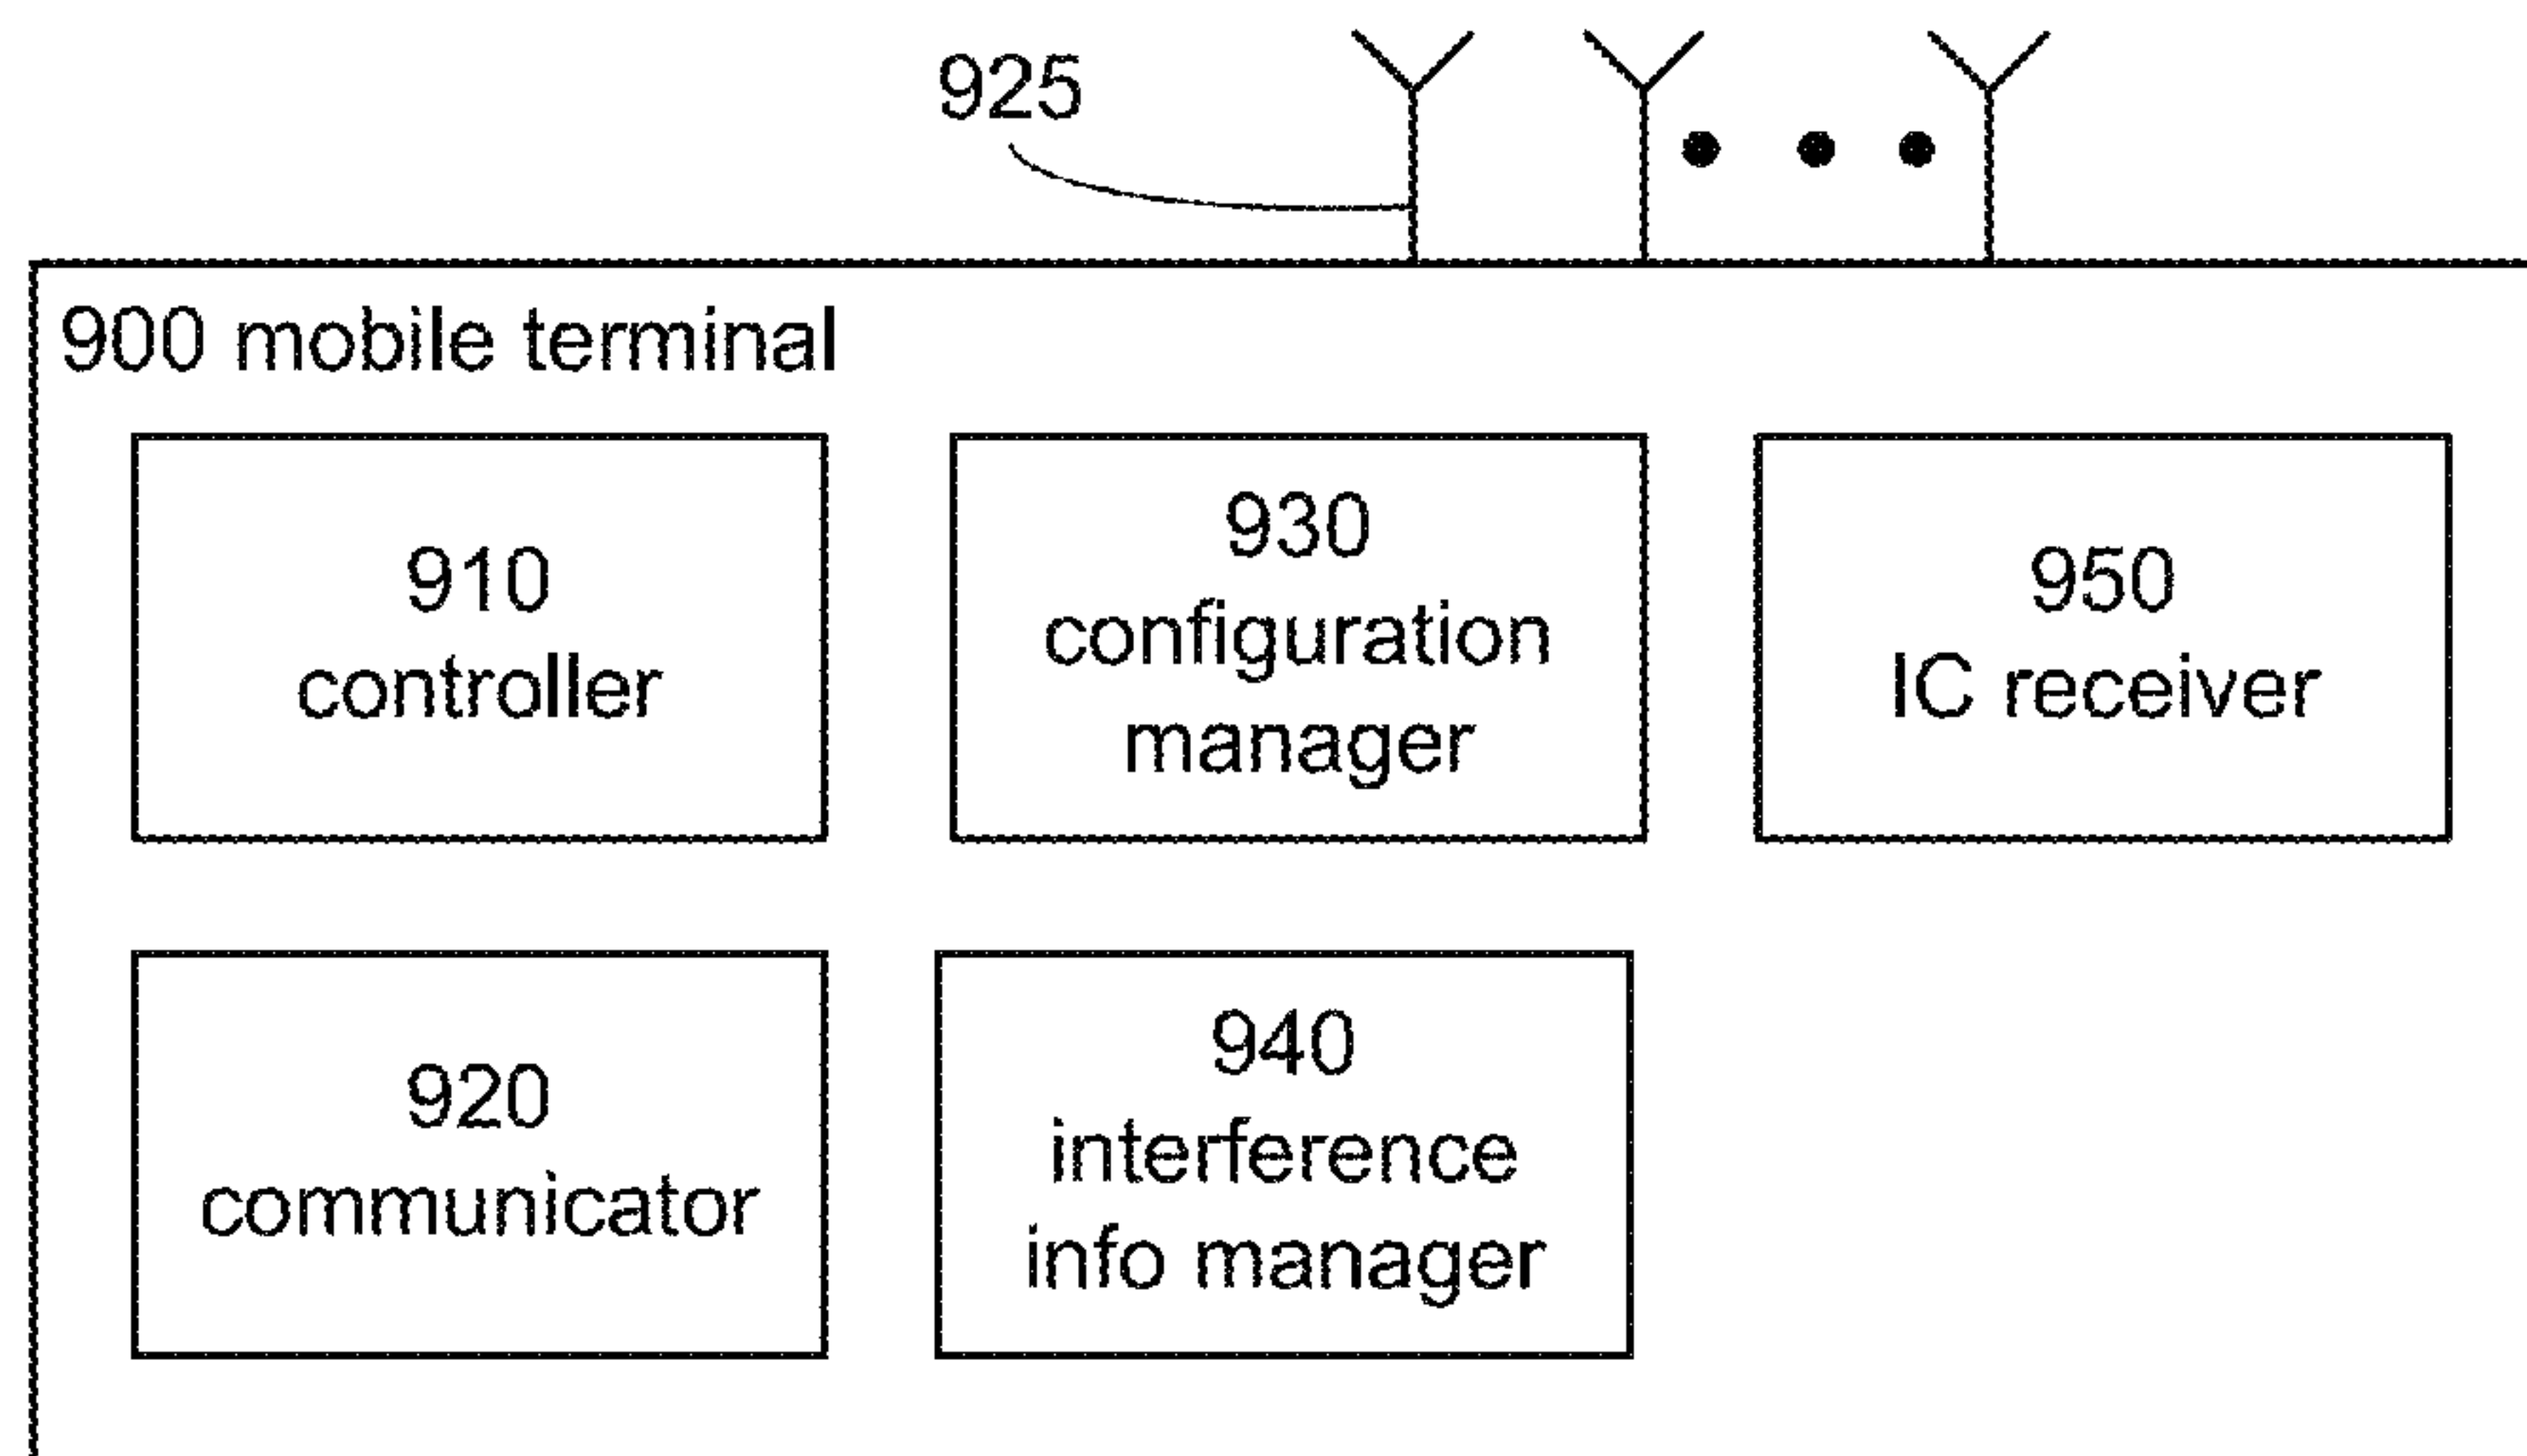 925
900 mobile terminal
910
controller
930
configuration
manager
950
IC receiver
920
communicator
940
interference
info manager